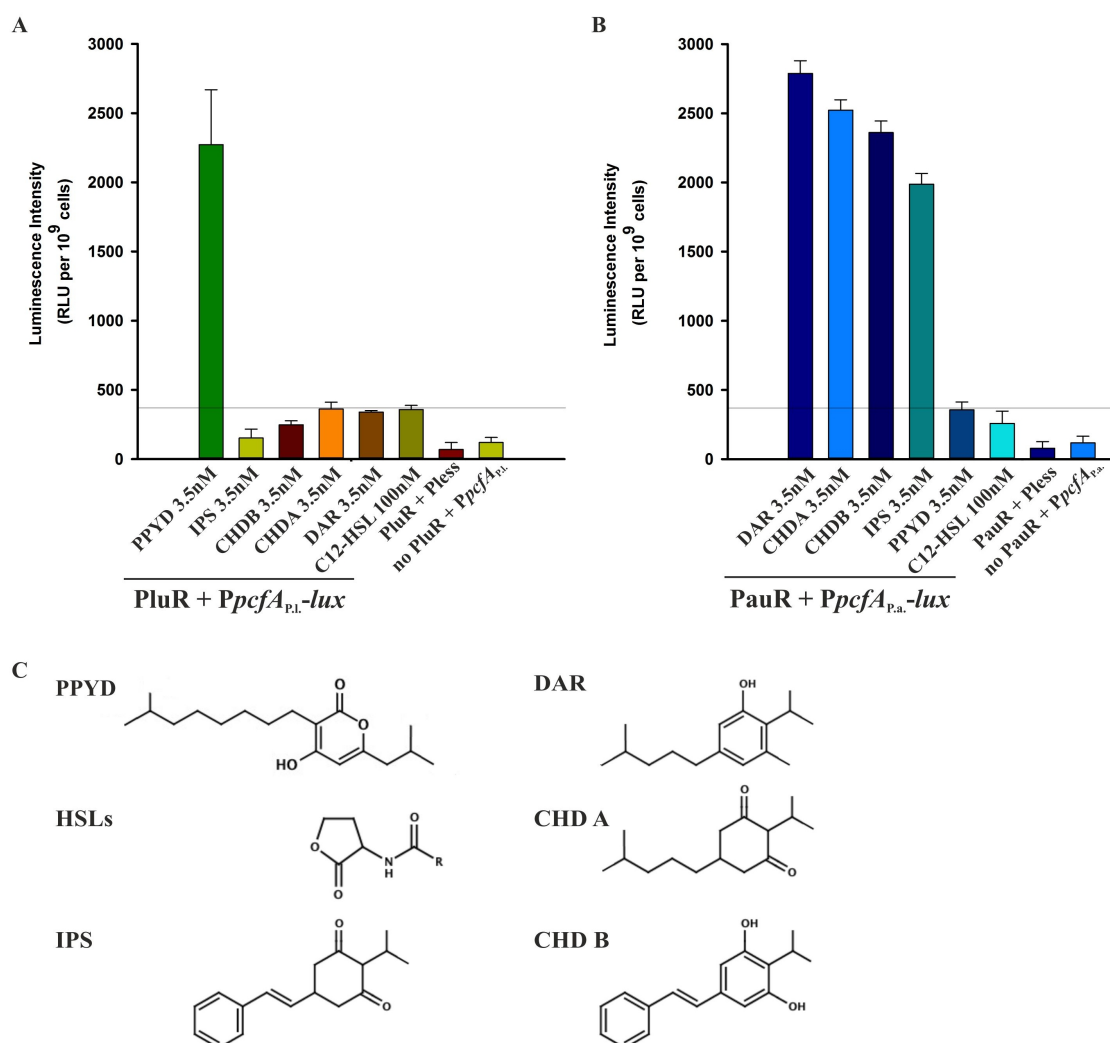 A
3000
2500
2000
1500
1000
500
0
Luminescence Intensity
(RLU per 10⁹ cells)
PPYD 3.5nM
IPS 3.5nM
CHDB 3.5nM
CHDA 3.5nM
DAR 3.5nM
C12-HSL 100nM
PluR + Pless
no PluR + PpcfA P.l.
PluR + PpcfA P.l.-lux
B
3000
2500
2000
1500
1000
500
0
Luminescence Intensity
(RLU per 10⁹ cells)
DAR 3.5nM
CHDA 3.5nM
CHDB 3.5nM
IPS 3.5nM
PPYD 3.5nM
C12-HSL 100nM
PauR + Pless
no PauR + PpcfA P.a.
PauR + PpcfA P.a.-lux
C
PPYD
O
O
HO
DAR
OH
HSLs
O
O
O
N
H
R
CHD A
O
O
IPS
O
O
CHD B
OH
OH